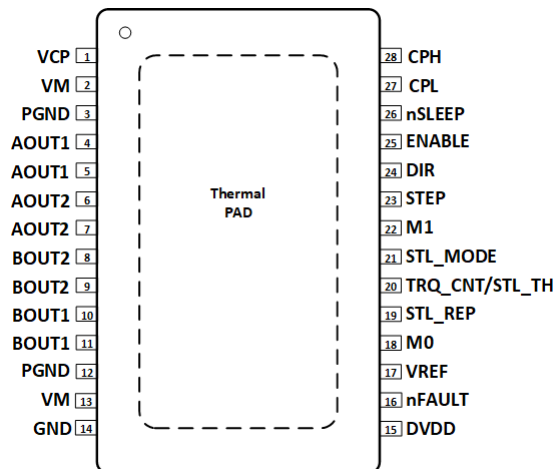 VCP 1 28 CPH
VM 2 27 CPL
PGND 3 26 nSLEEP
AOUT1 4 25 ENABLE
AOUT1 5 24 DIR
AOUT2 6 23 STEP
Thermal
PAD
AOUT2 7 22 M1
BOUT2 8 21 STL_MODE
BOUT2 9 20 TRQ_CNT/STL_TH
BOUT1 10 19 STL_REP
BOUT1 11 18 M0
PGND 12 17 VREF
VM 13 16 nFAULT
GND 14 15 DVDD